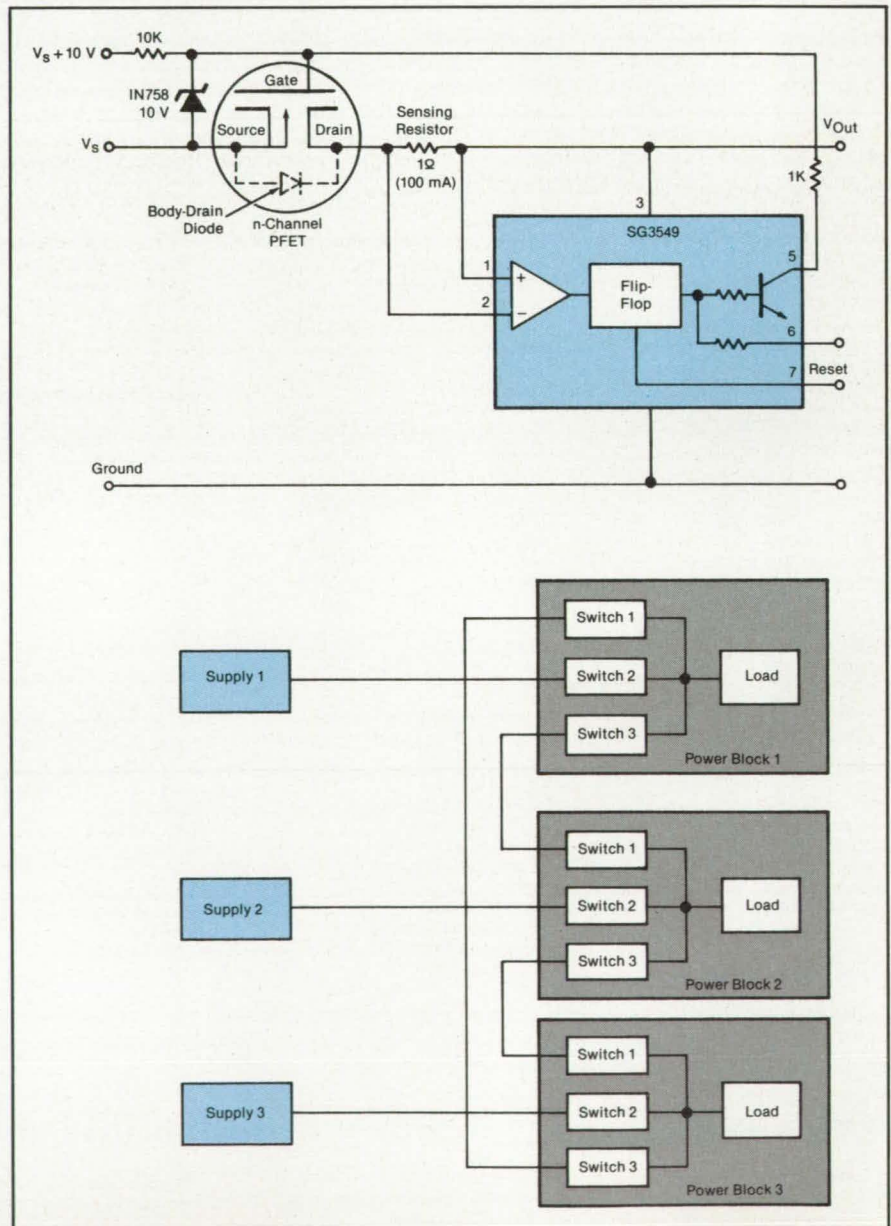 Vs + 10 V
10K
IN758
10 V
Gate
Source
Drain
Vs
Body-Drain
Diode
n-Channel
PFET
Sensing
Resistor
1Ω
(100 mA)
VOut
1K
3
SG3549
1
+
2
−
Flip-
Flop
5
6
7
Reset
Ground
Supply 1
Switch 1
Switch 2
Switch 3
Load
Power Block 1
Supply 2
Switch 1
Switch 2
Switch 3
Load
Power Block 2
Supply 3
Switch 1
Switch 2
Switch 3
Load
Power Block 3